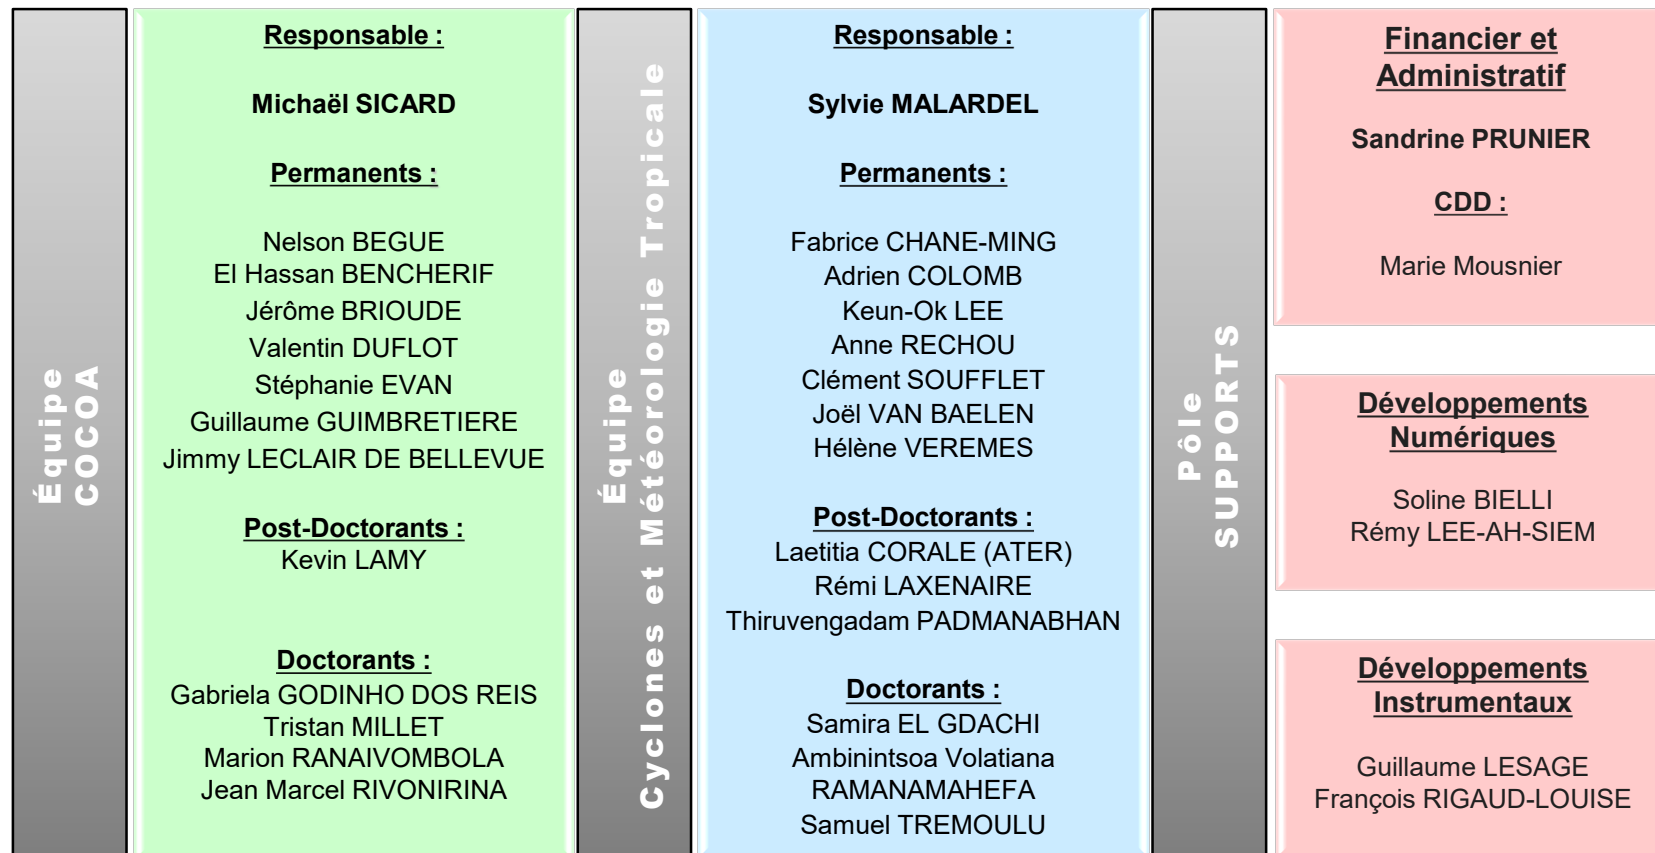 Équipe
COCOA
Responsable :
Michaël SICARD
Permanents :
Nelson BEGUE
El Hassan BENCHERIF
Jérôme BRIOUDE
Valentin DUFLOT
Stéphanie EVAN
Guillaume GUIMBRETIERE
Jimmy LECLAIR DE BELLEVUE
Post-Doctorants :
Kevin LAMY
Doctorants :
Gabriela GODINHO DOS REIS
Tristan MILLET
Marion RANAIVOMBOLA
Jean Marcel RIVONIRINA
Équipe
Cyclones et Météorologie Tropicale
Responsable :
Sylvie MALARDEL
Permanents :
Fabrice CHANE-MING
Adrien COLOMB
Keun-Ok LEE
Anne RECHOU
Clément SOUFFLET
Joël VAN BAELEN
Hélène VEREMES
Post-Doctorants :
Laetitia CORALE (ATER)
Rémi LAXENAIRE
Thiruvengadam PADMANABHAN
Doctorants :
Samira EL GDACHI
Ambinintsoa Volatiana
RAMANAMAHEFA
Samuel TREMOULU
Pôle
SUPPORTS
Financier et
Administratif
Sandrine PRUNIER
CDD :
Marie Mousnier
Développements
Numériques
Soline BIELLI
Rémy LEE-AH-SIEM
Développements
Instrumentaux
Guillaume LESAGE
François RIGAUD-LOUISE